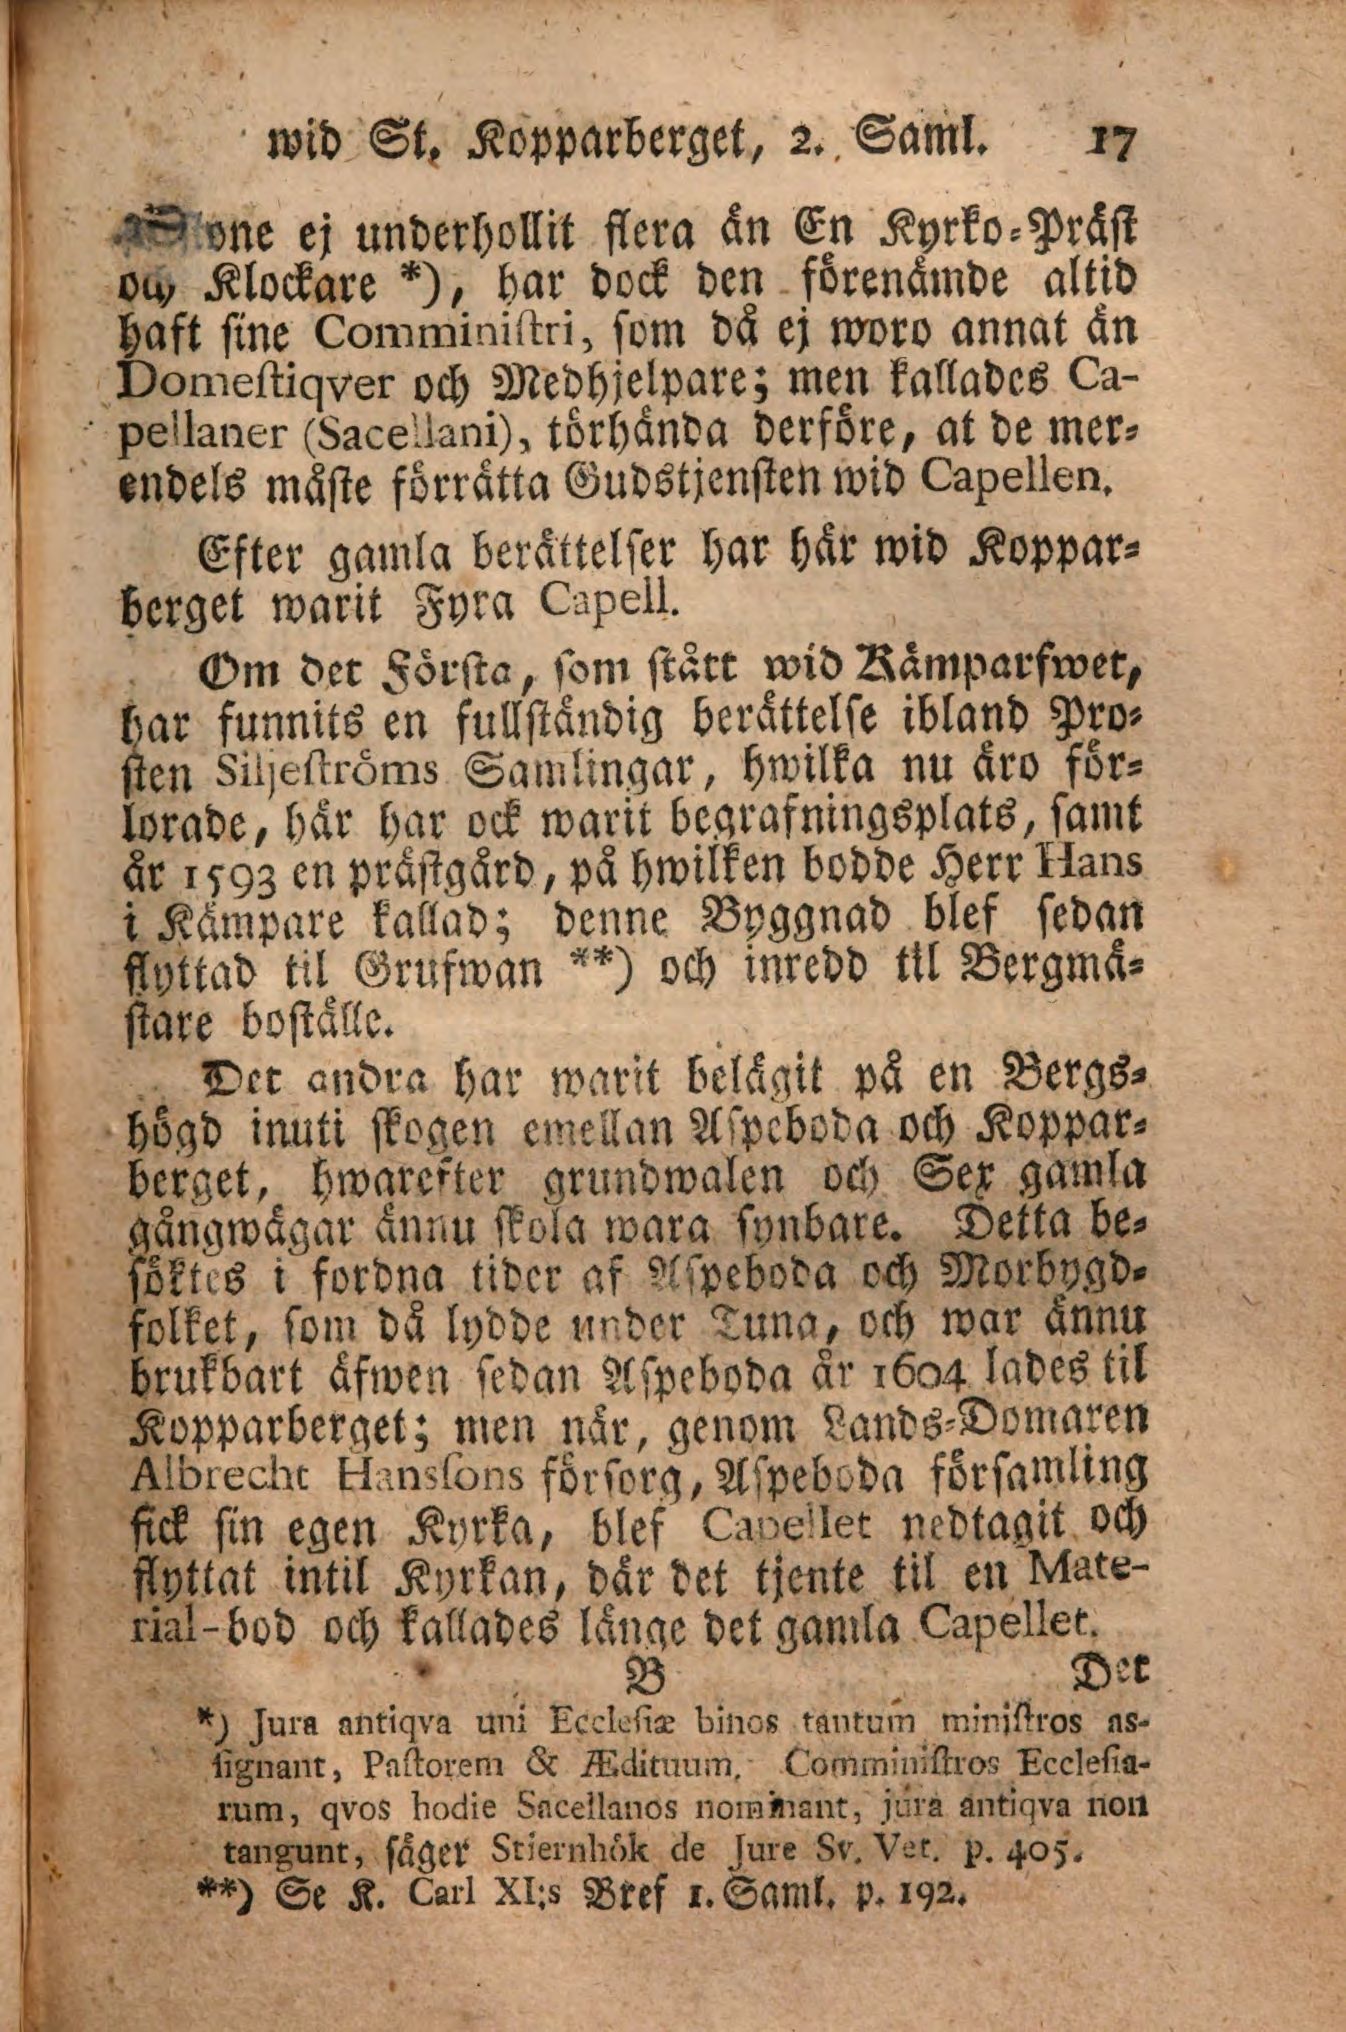 wid St. Kopparberget, 2. Saml. 17
one ej underhollit flera än En Kyrko-Präst
och Klockare *), har dock den förenämde altid
haft sine Comministri, som då ej woro annat än
Domestiqver och Medhjelpare; men kallades Ca-
pellaner (Sacellani), törhända derföre, at de mer-
endels måste förrätta Gudstjensten wid Capellen.
Efter gamla berättelser har här wid Koppar-
berget warit Fyra Capell.
Om det Första, som stått wid Kämparfwet,
har funnits en fullständig berättelse ibland Pro-
sten Siljeströms Samlingar, hwilka nu äro för-
lorade, här har ock warit begrafningsplats, samt
år 1593 en prästgård, på hwilken bodde Herr Hans
i Kämpare kallad; denne Byggnad blef sedan
flyttad til Grufwan **) och inredd til Bergmä-
stare boställe.
Det andra har warit belägit på en Bergs-
högd inuti skogen emellan Aspeboda och Koppar-
berget, hwarefter grundwalen och Sex gamla
gångwägar ännu skola wara synbare. Detta be-
söktes i fordna tider af Aspeboda och Morbygd-
folket, som då lydde under Tuna, och war ännu
brukbart äfwen sedan Aspeboda år 1604 lades til
Kopparberget; men när, genom Lands-Domaren
Albrecht Hanssons försorg, Aspeboda församling
fick sin egen Kyrka, blef Capellet nedtagit och
flyttat intil Kyrkan, där det tjente til en Mate-
rial-bod och kallades länge det gamla Capellet.
B Det
*) Jura antiqva uni Ecclesiæ binos tantum ministros as-
signant, Pastorem & Ædituum. Comministros Ecclesia-
rum, qvos hodie Sacellanos nominant, jura antiqva non
tangunt, säger Stiernhök de Jure Sv. Vet. p. 405.
**) Se K. Carl XI:s Bref 1. Saml. p. 192.